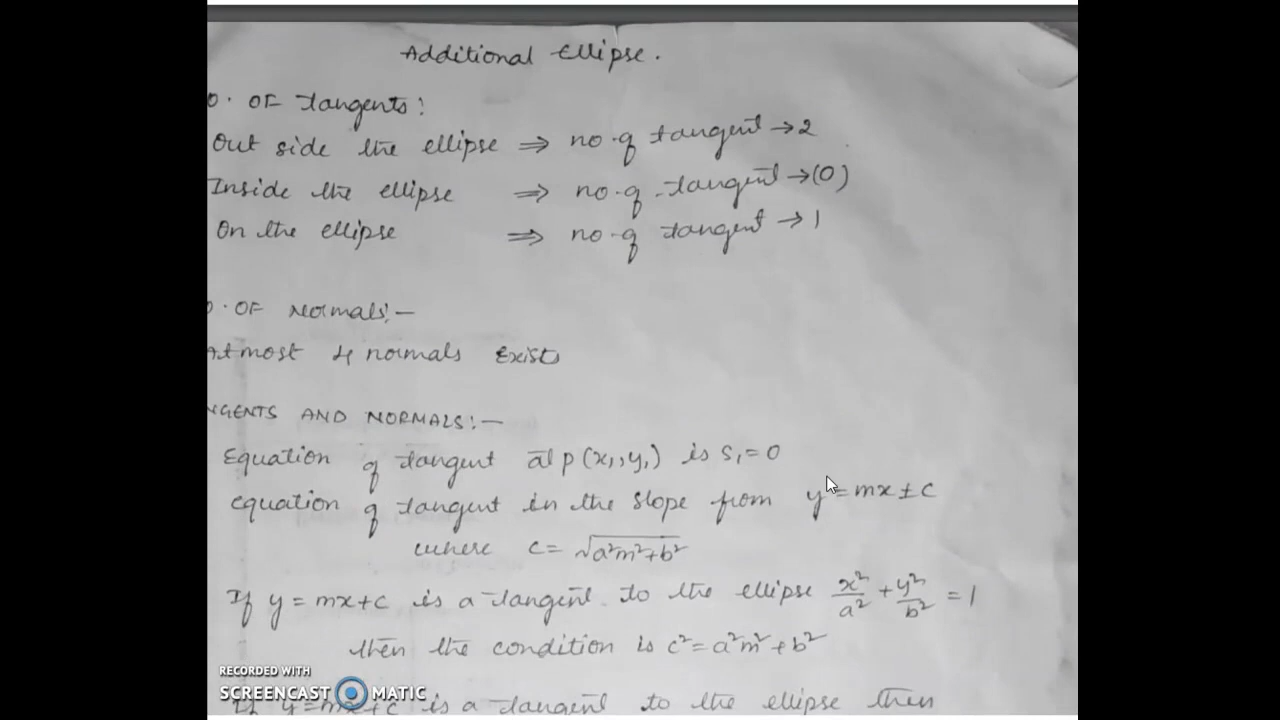 Additional Ellipse.
O. OF tangents:
Out side the ellipse ⇒ no.of tangent → 2
Inside the ellipse ⇒ no.of tangent → (0)
On the ellipse ⇒ no.of tangent → 1
O. OF Normals:-
Atmost 4 normals Exists
NGENTS AND NORMALS:-
Equation of tangent at P(x₁,y₁) is S₁=0
equation of tangent in the slope from y=mx±c
where c=√a²m²+b²
If y=mx+c is a tangent to the ellipse x²/a² + y²/b² = 1
then the condition is c²=a²m²+b²
RECORDED WITH
SCREENCAST MATIC
If y=mx+c is a tangent to the ellipse then